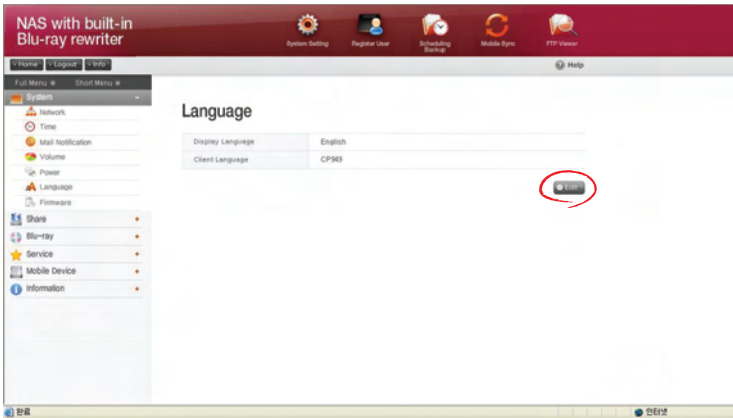 NAS with built-in
Blu-ray rewriter
System Setting
Register User
Scheduling
Backup
Mobile Sync
FTP Viewer
Home Logout Info
Help
Full Menu Short Menu
System
Network
Time
Mail Notification
Volume
Power
Language
Firmware
Share
Blu-ray
Service
Mobile Device
Information
Language
Display Language English
Client Language
Edit
완료
인터넷